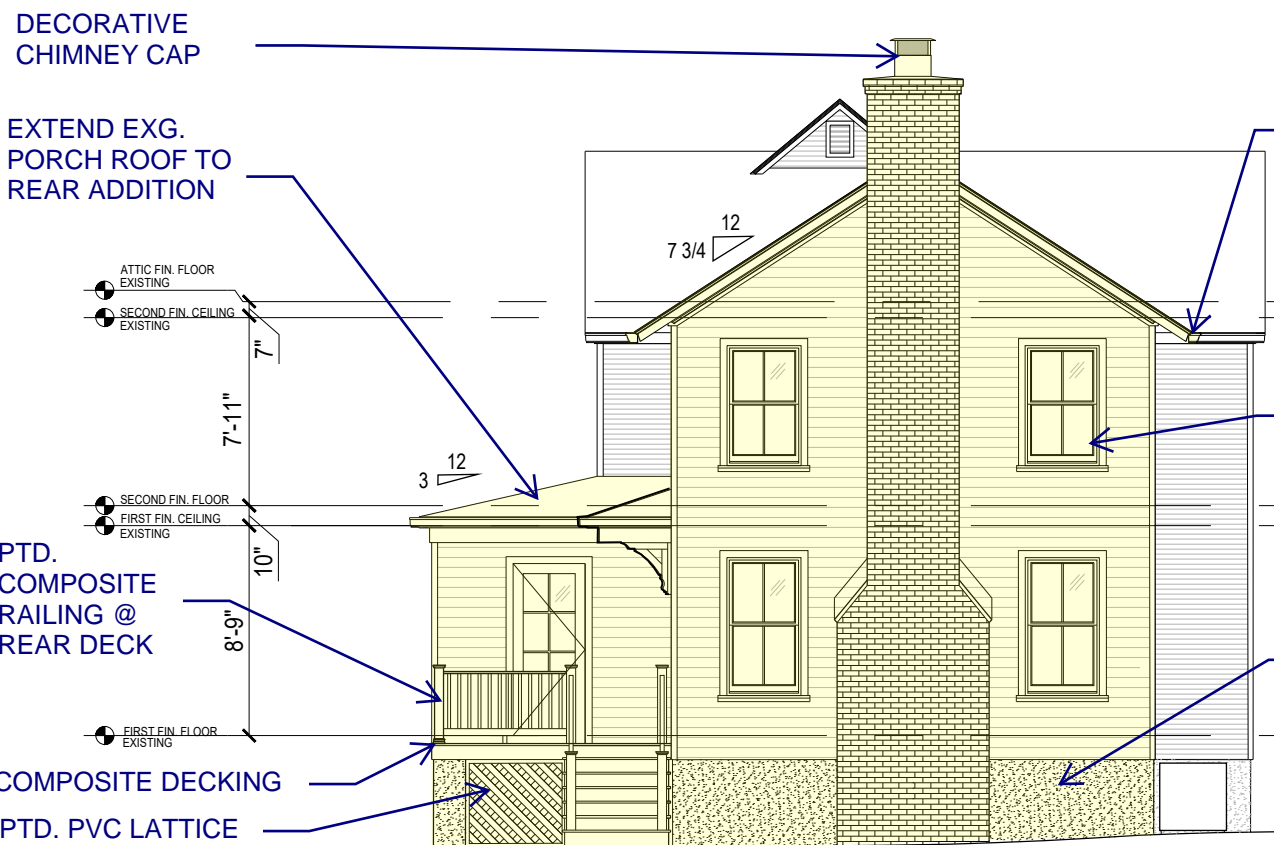 DECORATIVE
CHIMNEY CAP
EXTEND EXG.
PORCH ROOF TO
REAR ADDITION
12
7 3/4
ATTIC FIN. FLOOR
EXISTING
SECOND FIN. CEILING
EXISTING
7"
7'-11"
12
3
SECOND FIN. FLOOR
FIRST FIN. CEILING
EXISTING
10"
PTD.
COMPOSITE
RAILING @
REAR DECK
8'-9"
FIRST FIN. FLOOR
EXISTING
COMPOSITE DECKING
PTD. PVC LATTICE